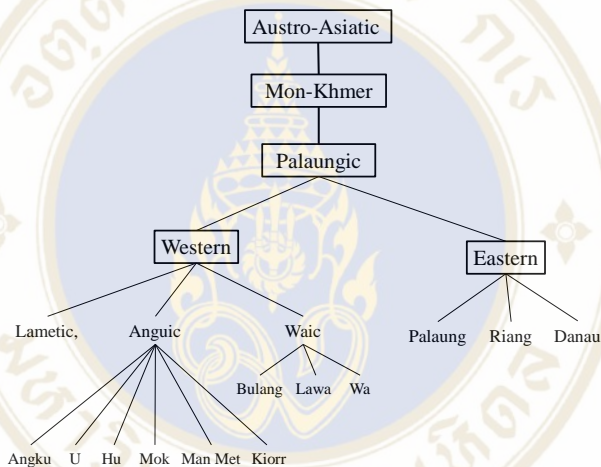 Austro-Asiatic
Mon-Khmer
Palaungic
Western
Eastern
Lametic,
Anguic
Waic
Palaung
Riang
Danau
Bulang
Lawa
Wa
Angku
U
Hu
Mok
Man Met
Kiorr